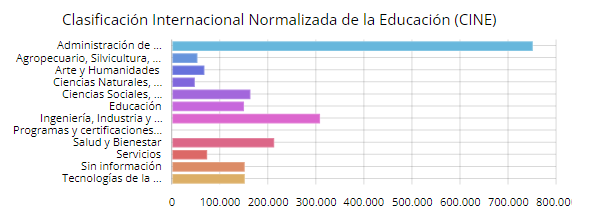 Clasificación Internacional Normalizada de la Educación (CINE)
Administración de ...
Agropecuario, Silvicultura, ...
Arte y Humanidades
Ciencias Naturales, ...
Ciencias Sociales, ...
Educación
Ingeniería, Industria y ...
Programas y certificaciones...
Salud y Bienestar
Servicios
Sin información
Tecnologías de la ...
0 100.000 200.000 300.000 400.000 500.000 600.000 700.000 800.00